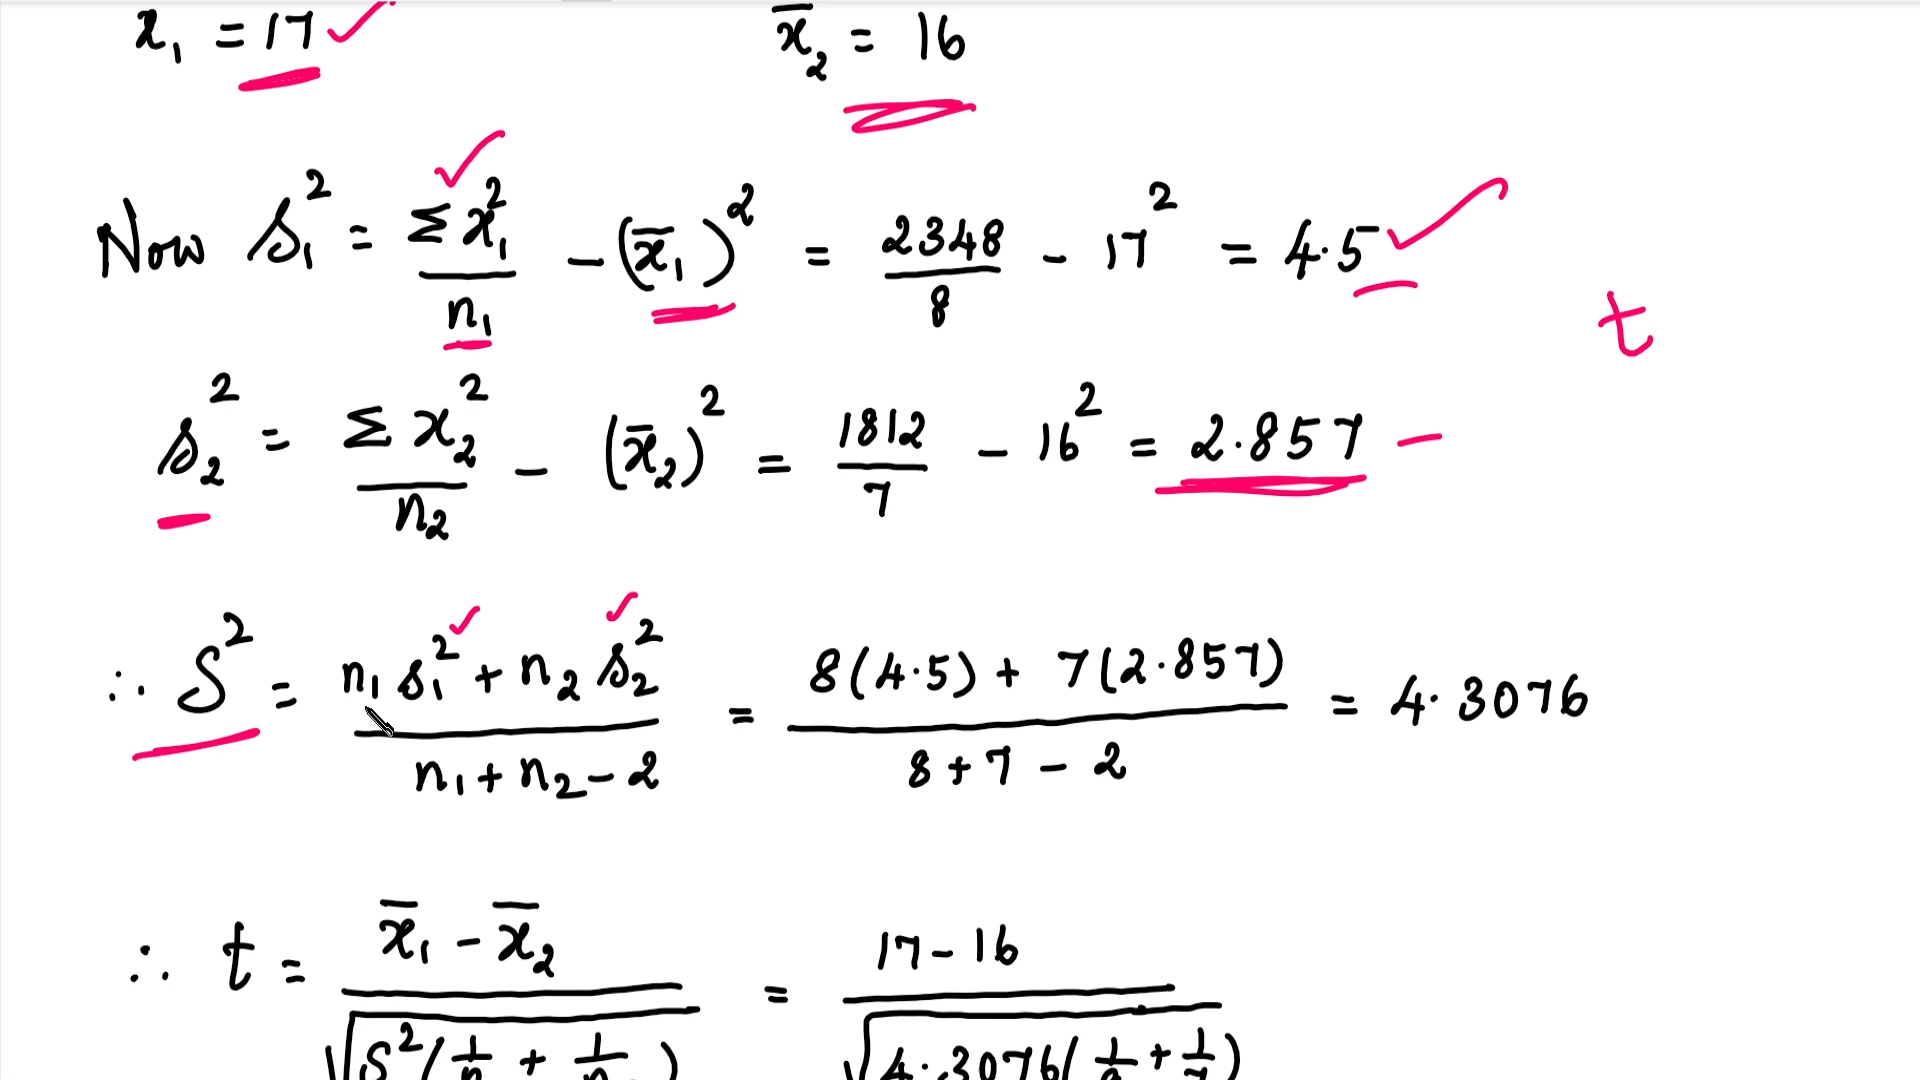 x̄₁ = 17 x̄₂ = 16
Now s₁² = Σx₁²/n₁ - (x̄₁)² = 2348/8 - 17² = 4.5
t
s₂² = Σx₂²/n₂ - (x̄₂)² = 1812/7 - 16² = 2.857 -
∴ S² = (n₁s₁² + n₂s₂²)/(n₁ + n₂ - 2) = (8(4.5) + 7(2.857))/(8 + 7 - 2) = 4.3076
∴ t = (x̄₁ - x̄₂)/√(S²(1/n + 1/n)) = (17 - 16)/√(4.3076(1/8 + 1/7))